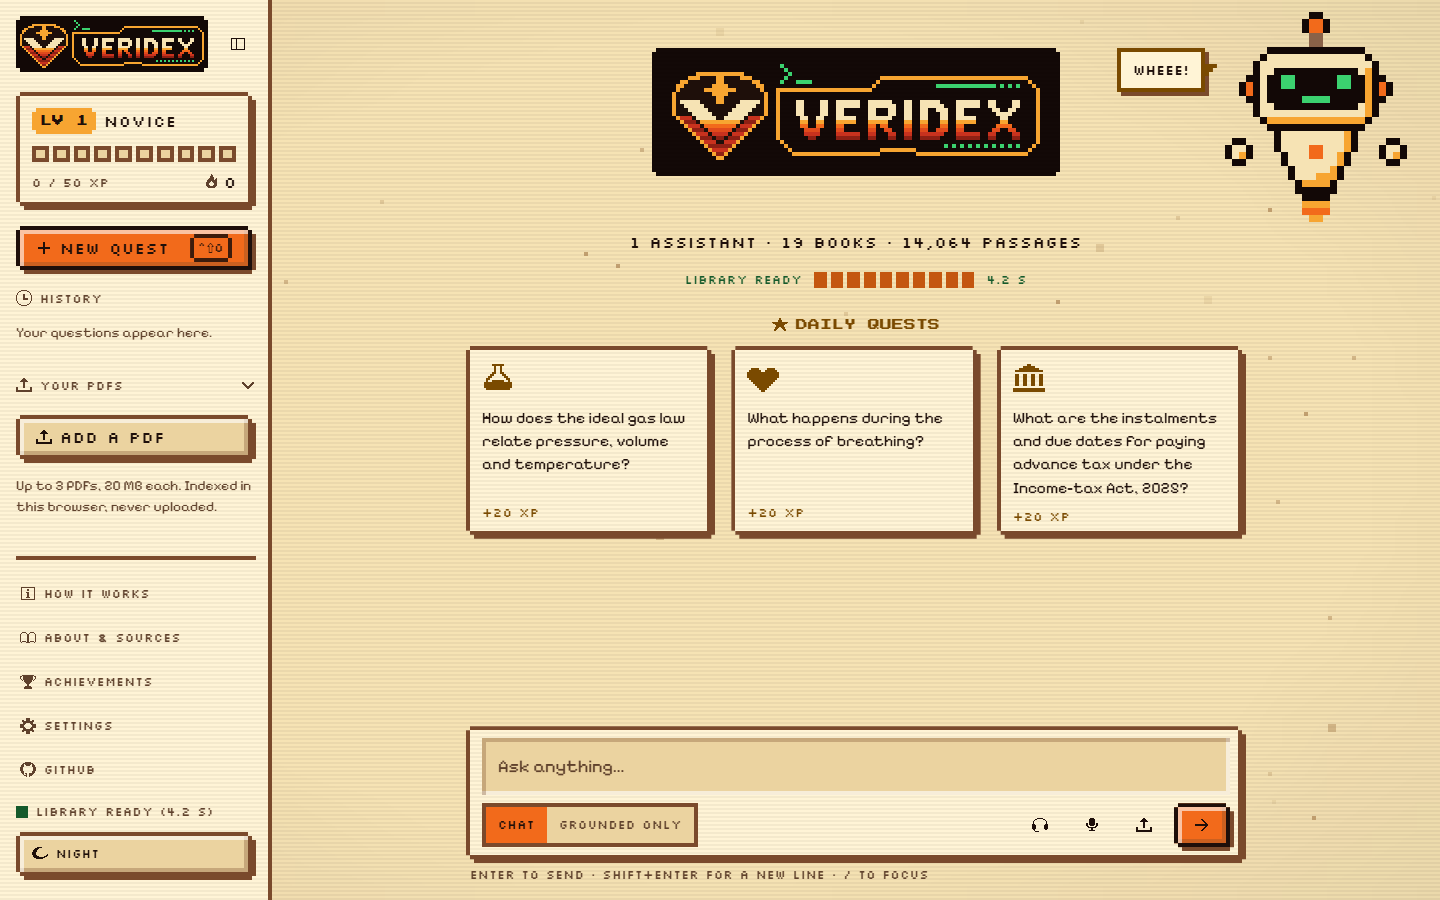 VERIDEX
LV 1 NOVICE
0 / 50 XP 0
+ NEW QUEST ^⇧O
HISTORY
Your questions appear here.
YOUR PDFS
ADD A PDF
Up to 3 PDFs, 20 MB each. Indexed in
this browser, never uploaded.
HOW IT WORKS
ABOUT & SOURCES
ACHIEVEMENTS
SETTINGS
GITHUB
LIBRARY READY (4.2 S)
NIGHT
>_
VERIDEX
WHEEE!
1 ASSISTANT · 19 BOOKS · 14,064 PASSAGES
LIBRARY READY 4.2 S
★ DAILY QUESTS
How does the ideal gas law
relate pressure, volume
and temperature?
+20 XP
What happens during the
process of breathing?
+20 XP
What are the instalments
and due dates for paying
advance tax under the
Income-tax Act, 2025?
+20 XP
Ask anything...
CHAT GROUNDED ONLY
ENTER TO SEND · SHIFT+ENTER FOR A NEW LINE · / TO FOCUS